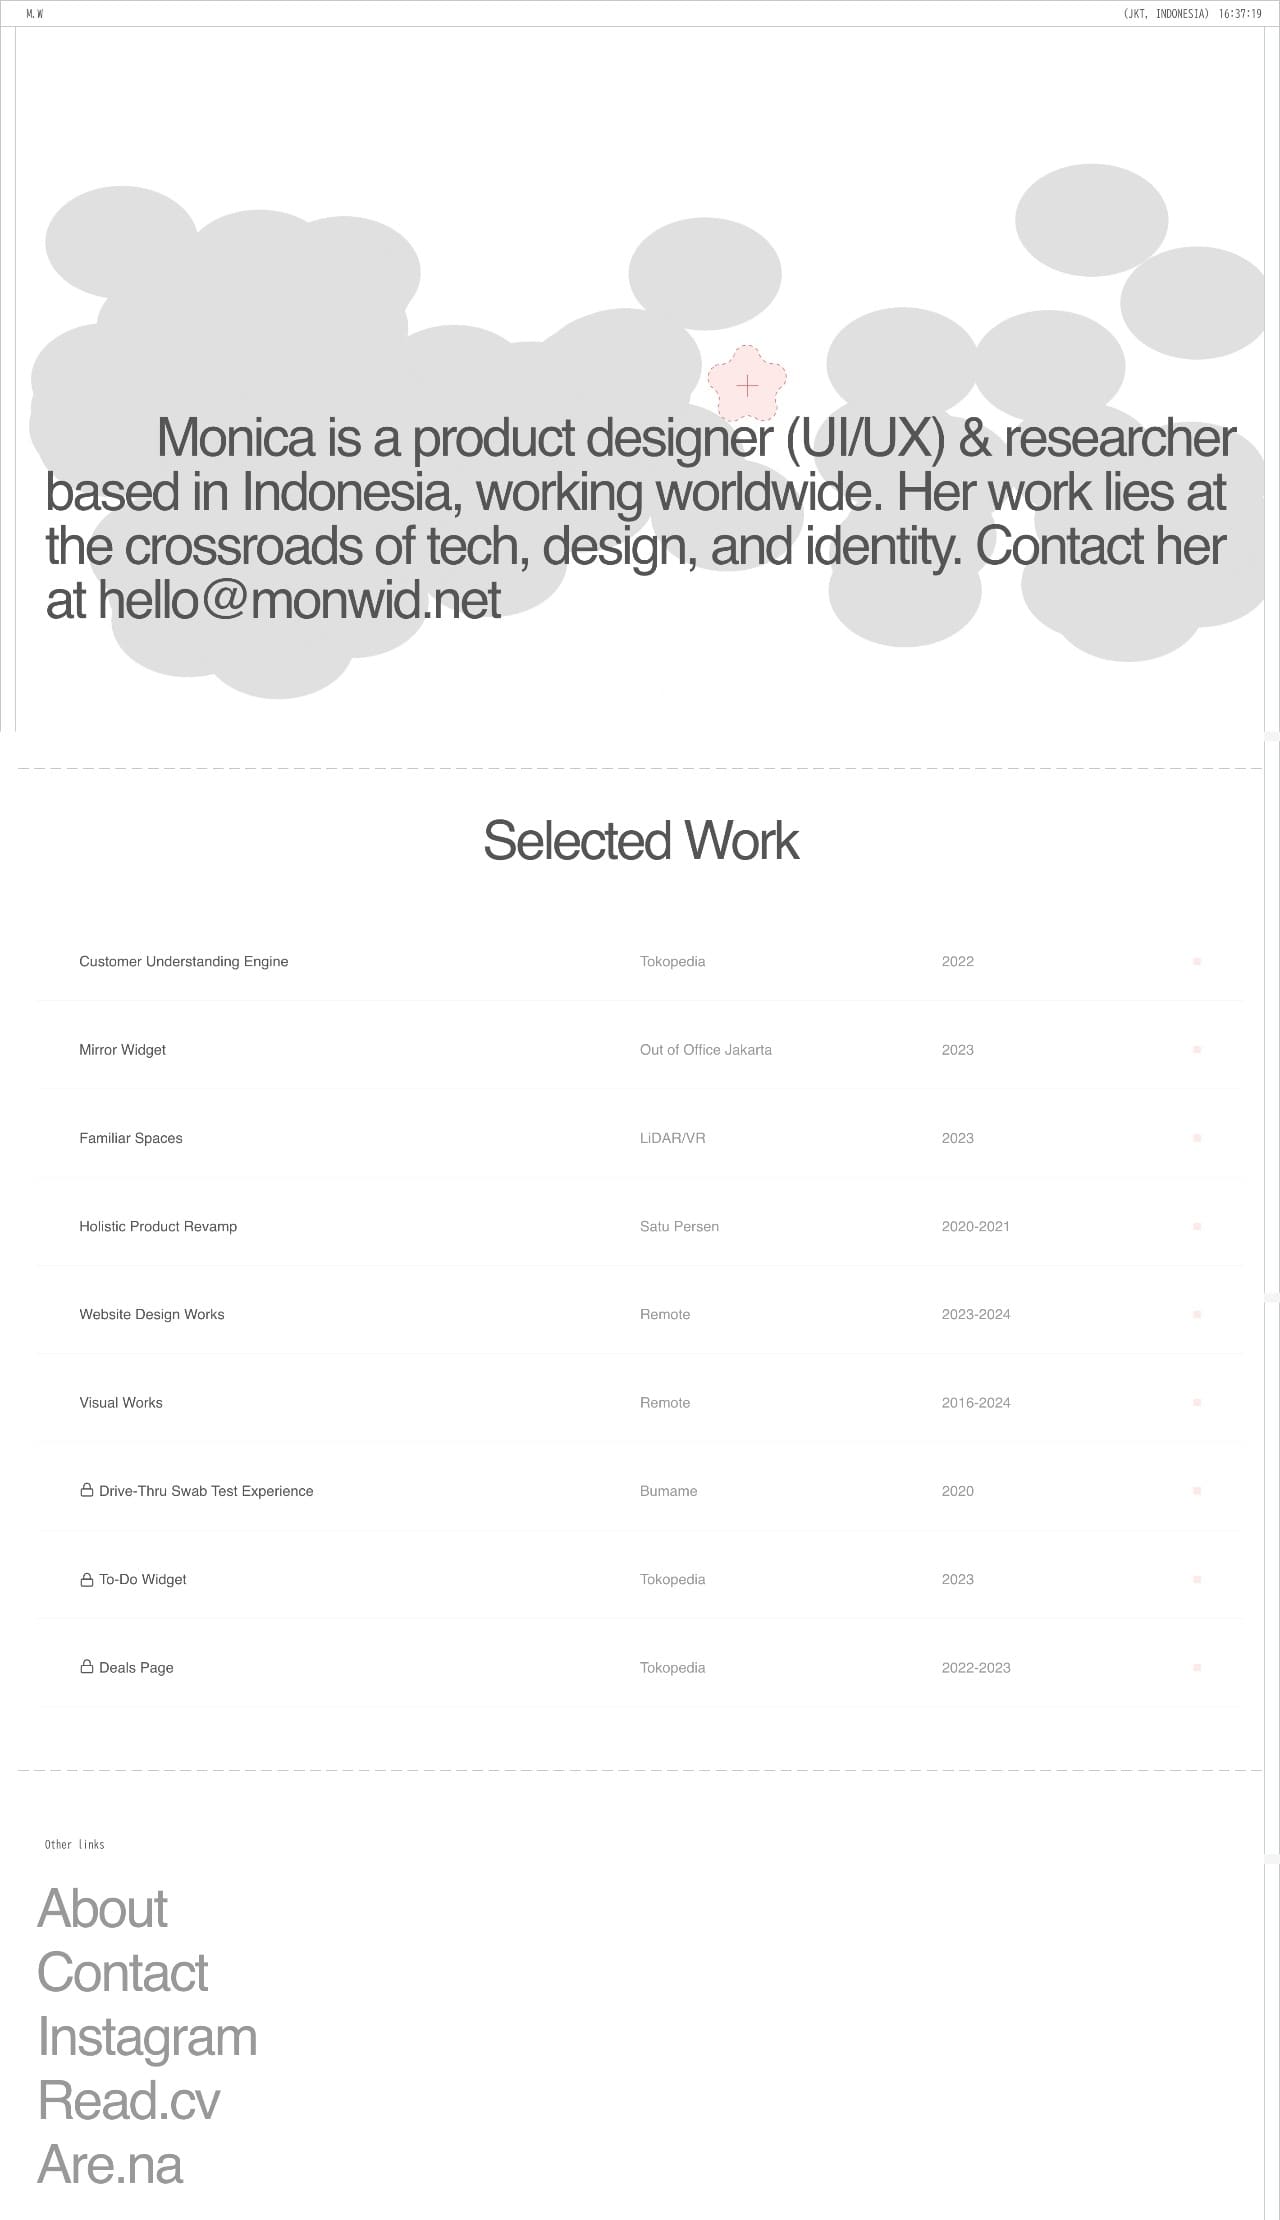 M.W
(JKT, INDONESIA) 16:37:19
Monica is a product designer (UI/UX) & researcher
based in Indonesia, working worldwide. Her work lies at
the crossroads of tech, design, and identity. Contact her
at hello@monwid.net
Selected Work
Customer Understanding Engine Tokopedia 2022
Mirror Widget Out of Office Jakarta 2023
Familiar Spaces LiDAR/VR 2023
Holistic Product Revamp Satu Persen 2020-2021
Website Design Works Remote 2023-2024
Visual Works Remote 2016-2024
Drive-Thru Swab Test Experience Bumame 2020
To-Do Widget Tokopedia 2023
Deals Page Tokopedia 2022-2023
Other links
About
Contact
Instagram
Read.cv
Are.na